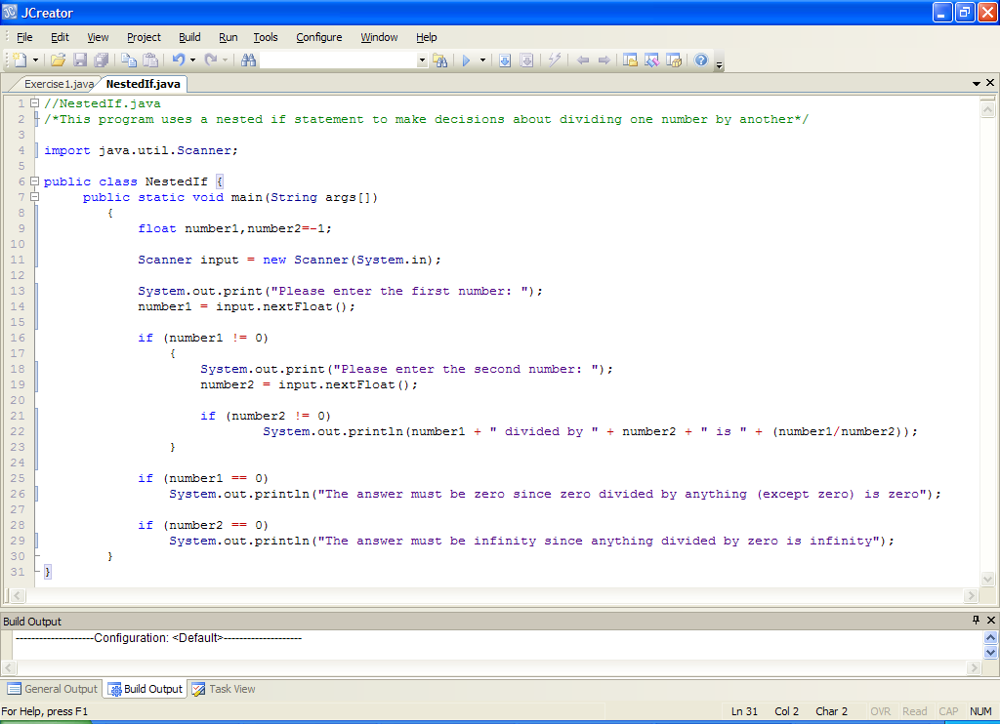 JCreator
File Edit View Project Build Run Tools Configure Window Help
Exercise1.java NestedIf.java
1 //NestedIf.java
2 /*This program uses a nested if statement to make decisions about dividing one number by another*/
3
4 import java.util.Scanner;
5
6 public class NestedIf {
7 public static void main(String args[])
8 {
9 float number1,number2=-1;
10
11 Scanner input = new Scanner(System.in);
12
13 System.out.print("Please enter the first number: ");
14 number1 = input.nextFloat();
15
16 if (number1 != 0)
17 {
18 System.out.print("Please enter the second number: ");
19 number2 = input.nextFloat();
20
21 if (number2 != 0)
22 System.out.println(number1 + " divided by " + number2 + " is " + (number1/number2));
23 }
24
25 if (number1 == 0)
26 System.out.println("The answer must be zero since zero divided by anything (except zero) is zero");
27
28 if (number2 == 0)
29 System.out.println("The answer must be infinity since anything divided by zero is infinity");
30 }
31 }
Build Output
--------------------Configuration: <Default>--------------------
General Output Build Output Task View
For Help, press F1 Ln 31 Col 2 Char 2 OVR Read CAP NUM